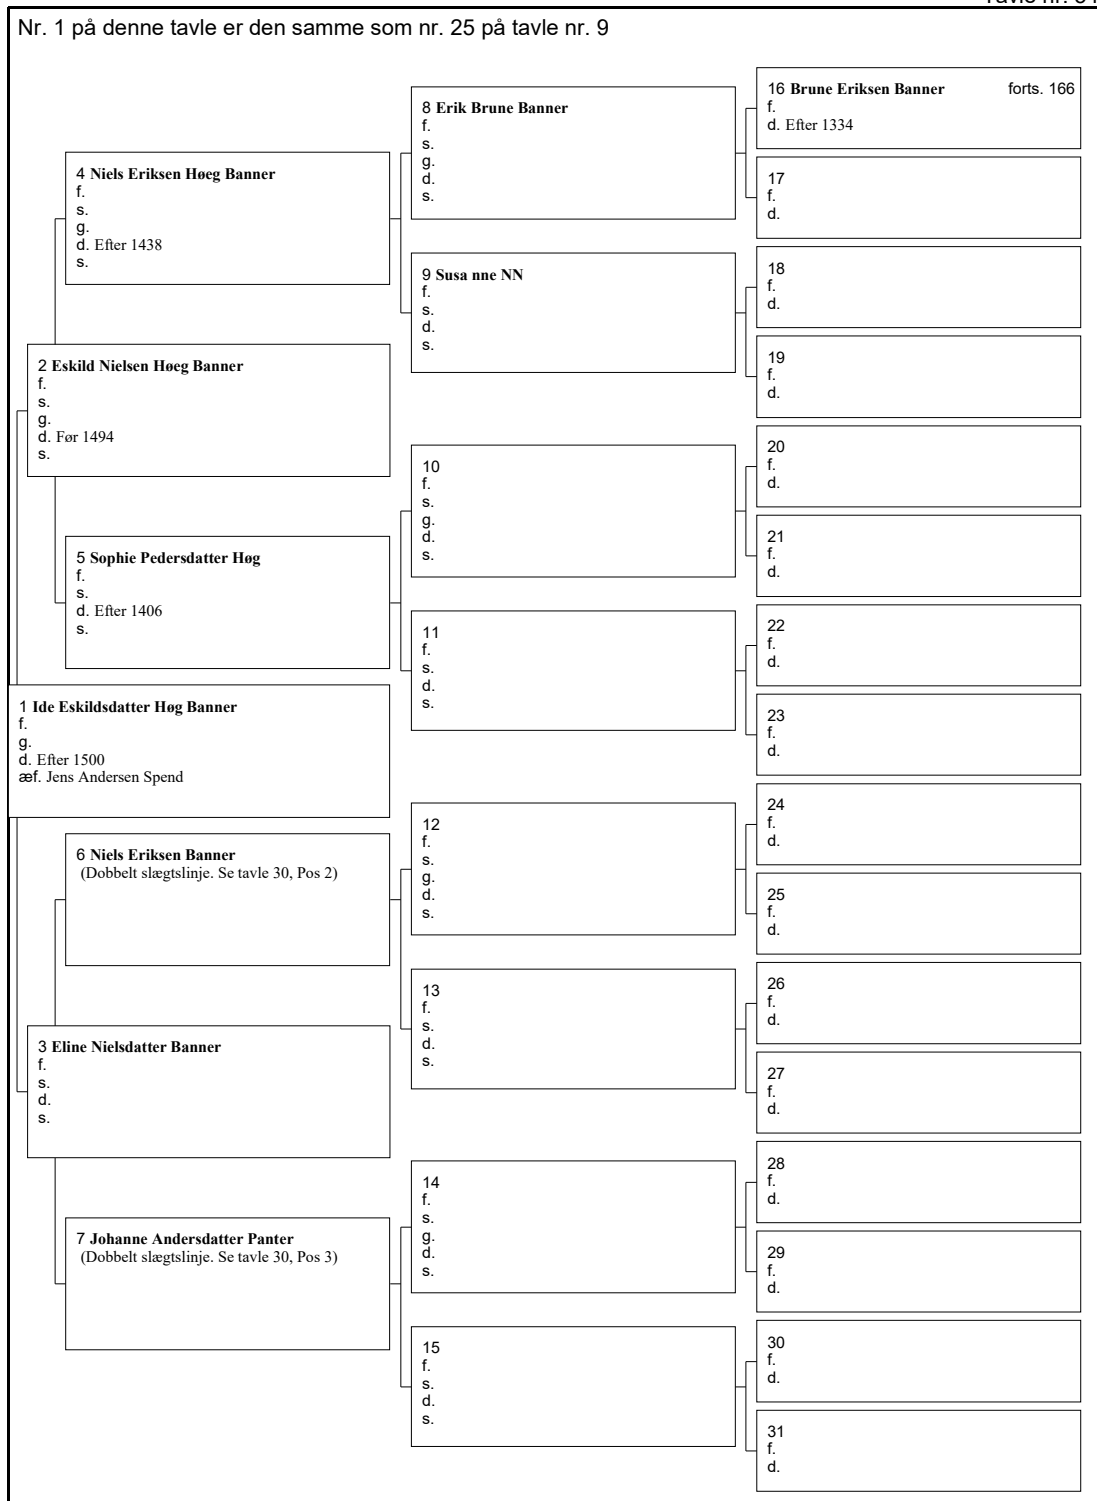 Nr. 1 på denne tavle er den samme som nr. 25 på tavle nr. 9
16 Brune Eriksen Banner forts. 166
f.
d. Efter 1334
8 Erik Brune Banner
f.
s.
g.
d.
s.
17
f.
d.
4 Niels Eriksen Høeg Banner
f.
s.
g.
d. Efter 1438
s.
18
f.
d.
9 Susa nne NN
f.
s.
d.
s.
19
f.
d.
2 Eskild Nielsen Høeg Banner
f.
s.
g.
d. Før 1494
s.
20
f.
d.
10
f.
s.
g.
d.
s.
21
f.
d.
5 Sophie Pedersdatter Høg
f.
s.
d. Efter 1406
s.
22
f.
d.
11
f.
s.
d.
s.
23
f.
d.
1 Ide Eskildsdatter Høg Banner
f.
g.
d. Efter 1500
æf. Jens Andersen Spend
24
f.
d.
12
f.
s.
g.
d.
s.
25
f.
d.
6 Niels Eriksen Banner
(Dobbelt slægtslinje. Se tavle 30, Pos 2)
26
f.
d.
13
f.
s.
d.
s.
27
f.
d.
3 Eline Nielsdatter Banner
f.
s.
d.
s.
28
f.
d.
14
f.
s.
g.
d.
s.
29
f.
d.
7 Johanne Andersdatter Panter
(Dobbelt slægtslinje. Se tavle 30, Pos 3)
30
f.
d.
15
f.
s.
d.
s.
31
f.
d.